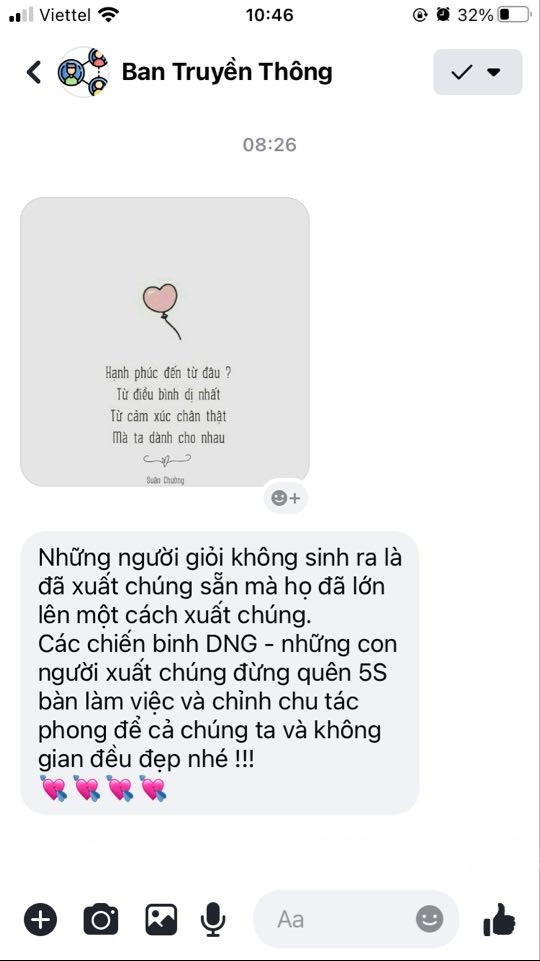 Viettel 10:46 32%
Ban Truyền Thông
08:26
Hạnh phúc đến từ đâu ?
Từ điều bình dị nhất
Từ cảm xúc chân thật
Mà ta dành cho nhau
Suân Chường
Những người giỏi không sinh ra là
đã xuất chúng sẵn mà họ đã lớn
lên một cách xuất chúng.
Các chiến binh DNG - những con
người xuất chúng đừng quên 5S
bàn làm việc và chỉnh chu tác
phong để cả chúng ta và không
gian đều đẹp nhé !!!
💘 💘 💘 💘
Aa